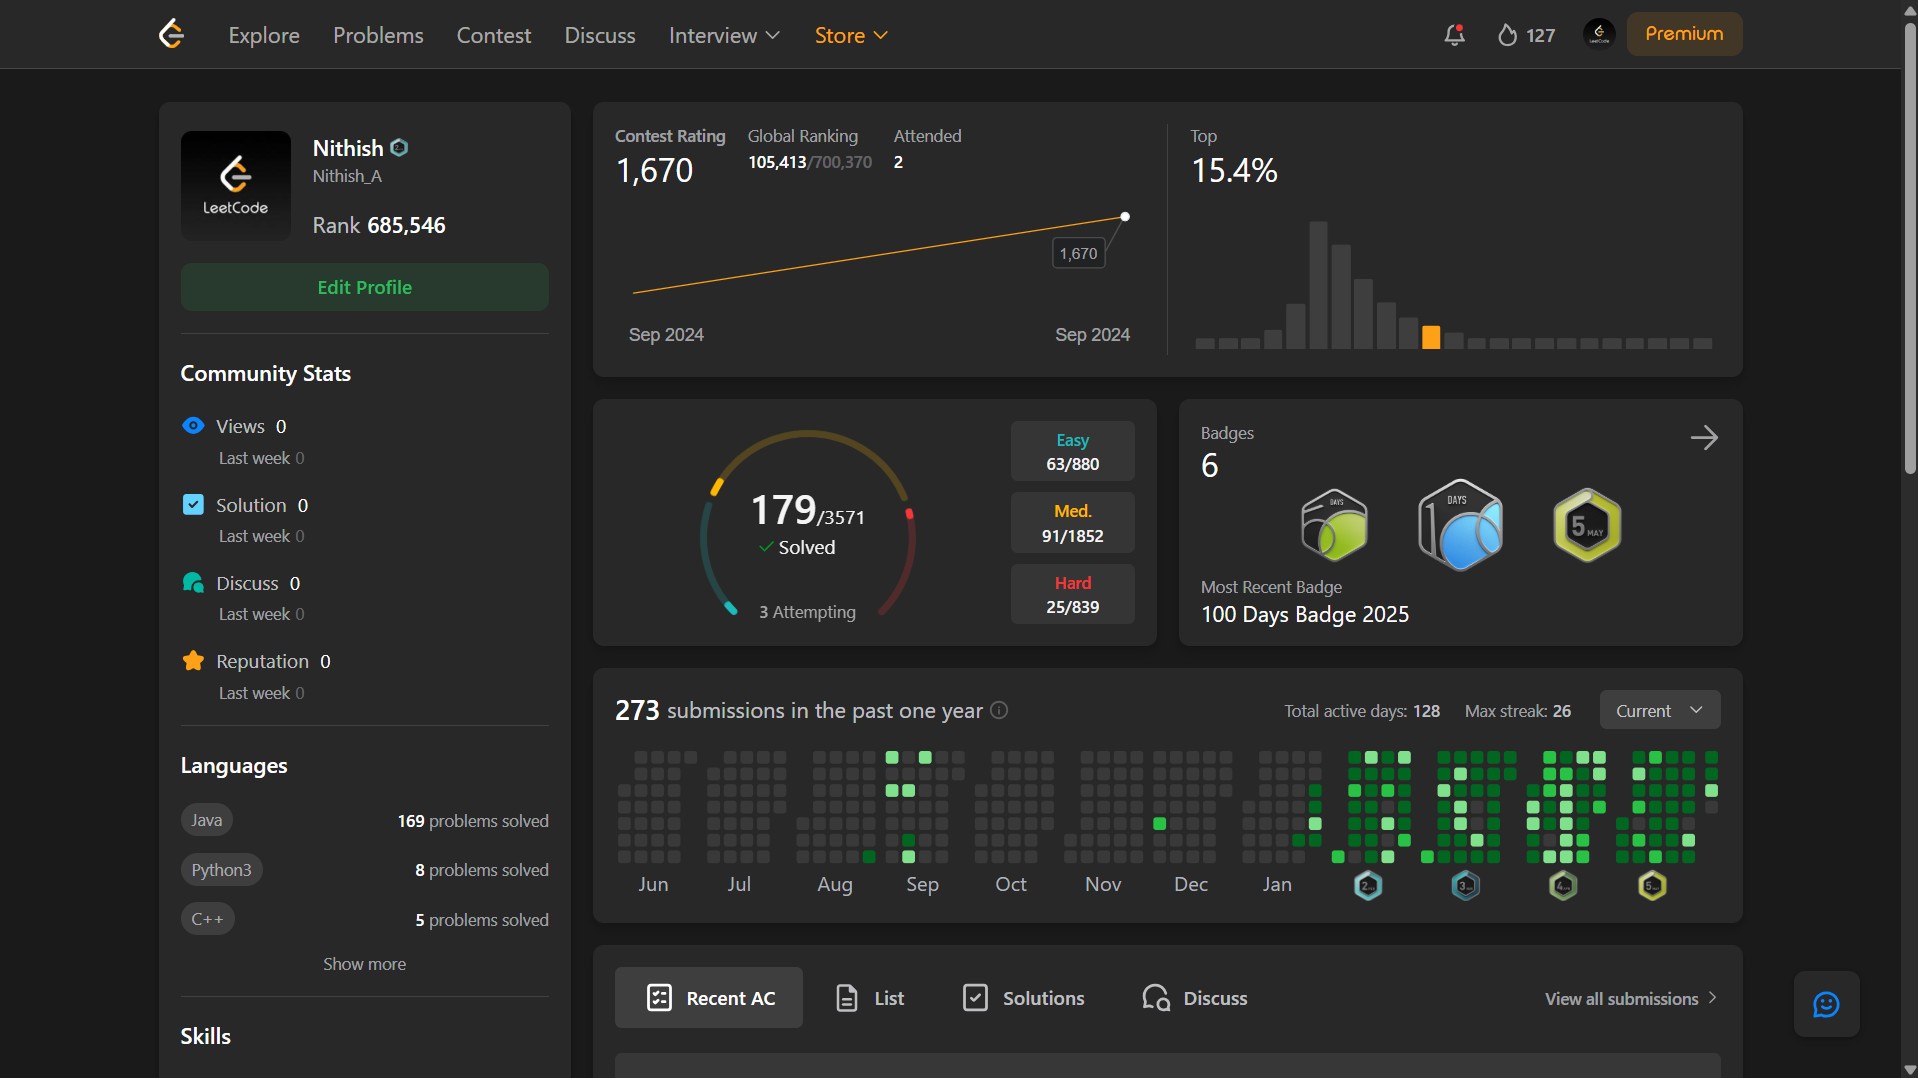 Explore Problems Contest Discuss Interview Store 127 Premium
LeetCode
Nithish
Nithish_A
Rank 685,546
Edit Profile
Community Stats
Views 0
Last week 0
Solution 0
Last week 0
Discuss 0
Last week 0
Reputation 0
Last week 0
Languages
Java 169 problems solved
Python3 8 problems solved
C++ 5 problems solved
Show more
Skills
Contest Rating
1,670
Global Ranking
105,413/700,370
Attended
2
1,670
Sep 2024 Sep 2024
Top
15.4%
179/3571
Solved
3 Attempting
Easy
63/880
Med.
91/1852
Hard
25/839
Badges
6
DAYS
DAYS
5 MAY
Most Recent Badge
100 Days Badge 2025
273 submissions in the past one year
Total active days: 128 Max streak: 26 Current
Jun Jul Aug Sep Oct Nov Dec Jan
2 3 4 5
Recent AC List Solutions Discuss View all submissions